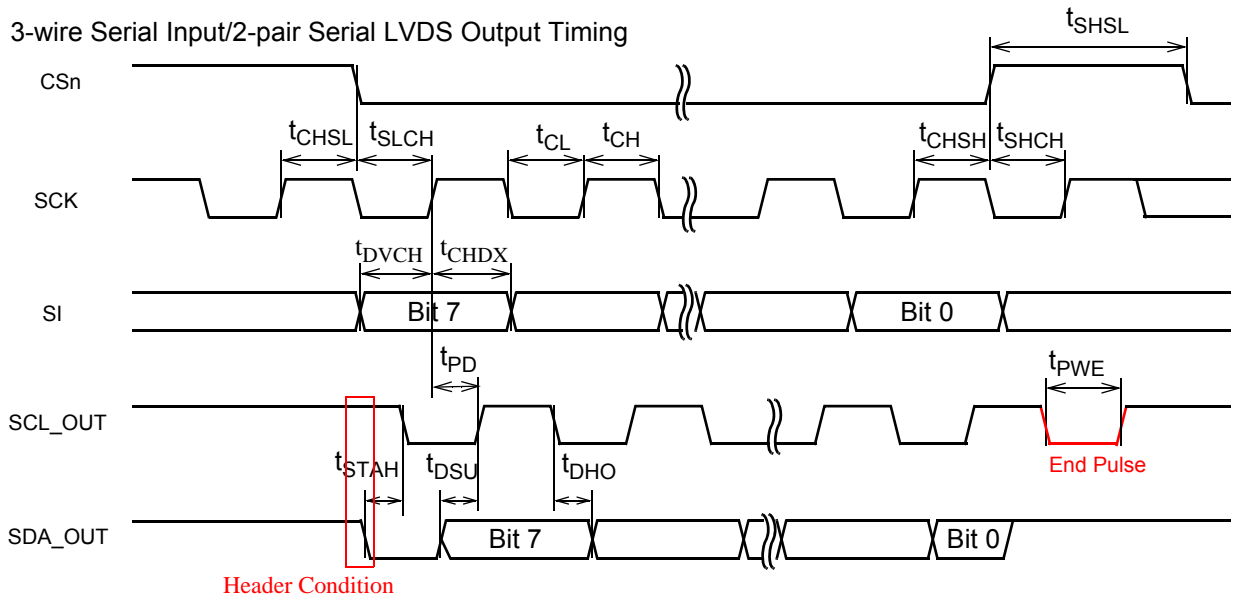 3-wire Serial Input/2-pair Serial LVDS Output Timing
tSHSL
CSn
tCHSL tSLCH tCL tCH tCHSH tSHCH
SCK
tDVCH tCHDX
SI Bit 7 Bit 0
tPD tPWE
SCL_OUT
End Pulse
tSTAH tDSU tDHO
SDA_OUT Bit 7 Bit 0
Header Condition